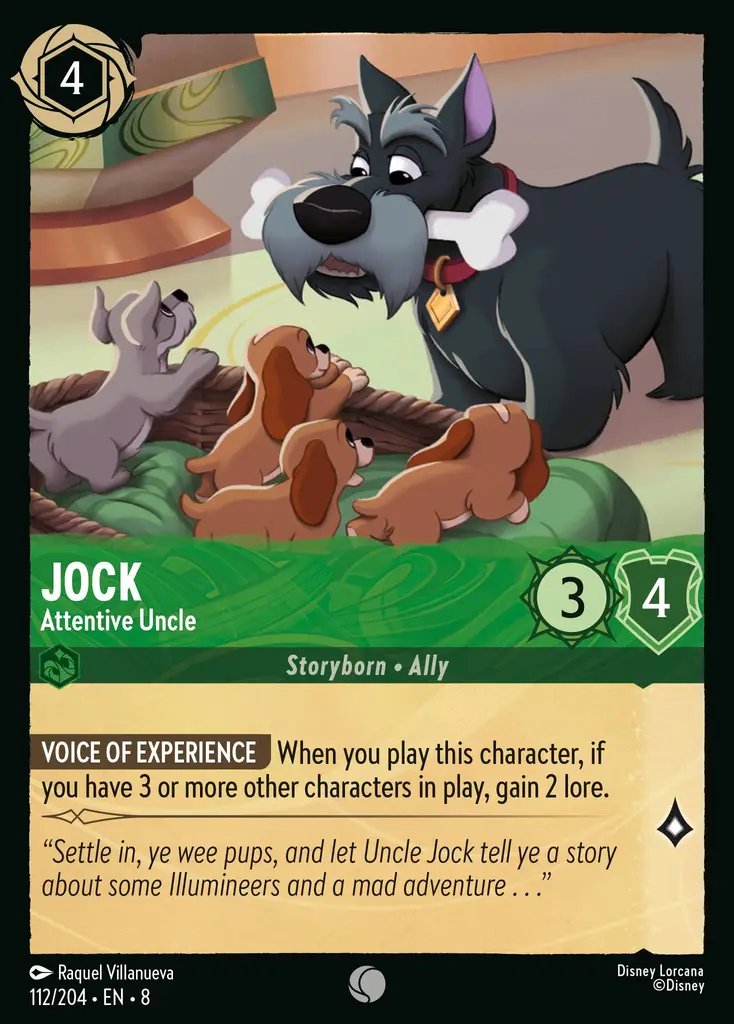 4
JOCK
Attentive Uncle
3
4
Storyborn • Ally
VOICE OF EXPERIENCE When you play this character, if
you have 3 or more other characters in play, gain 2 lore.
“Settle in, ye wee pups, and let Uncle Jock tell ye a story
about some Illumineers and a mad adventure . . .”
Raquel Villanueva
112/204 • EN • 8
Disney Lorcana
©Disney